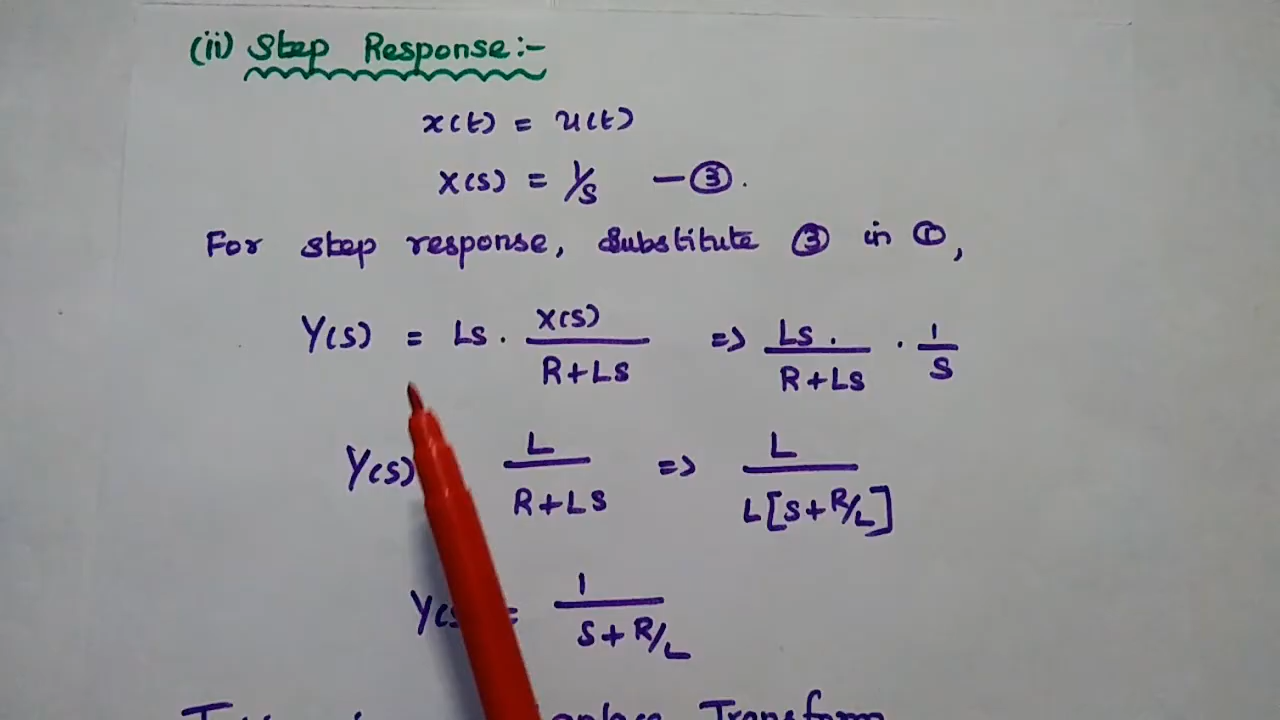 (ii) Step Response:-
x(t) = u(t)
X(s) = 1/s — ③.
For step response, substitute ③ in ①,
Y(s) = Ls . X(s)/R+Ls => Ls ./R+Ls . 1/s
Y(s) L/R+Ls => L/L[s+R/L]
Y(s = 1/s+R/L
Transform